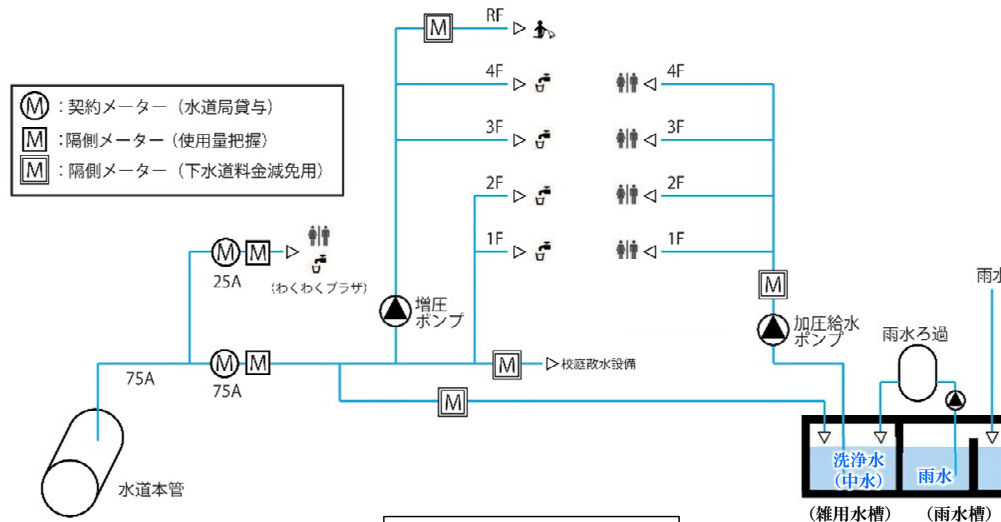 RF
M
4F
4F
M：契約メーター（水道局貸与）
M：隔側メーター（使用量把握）
M：隔側メーター（下水道料金減免用）
3F
3F
2F
2F
1F
1F
M M
25A
(わくわくプラザ)
M
雨水
増圧
ポンプ
加圧給水
ポンプ
雨水ろ過
M M
75A
75A
M
校庭散水設備
M
水道本管
洗浄水
（中水）
雨水
（雑用水槽）
（雨水槽）